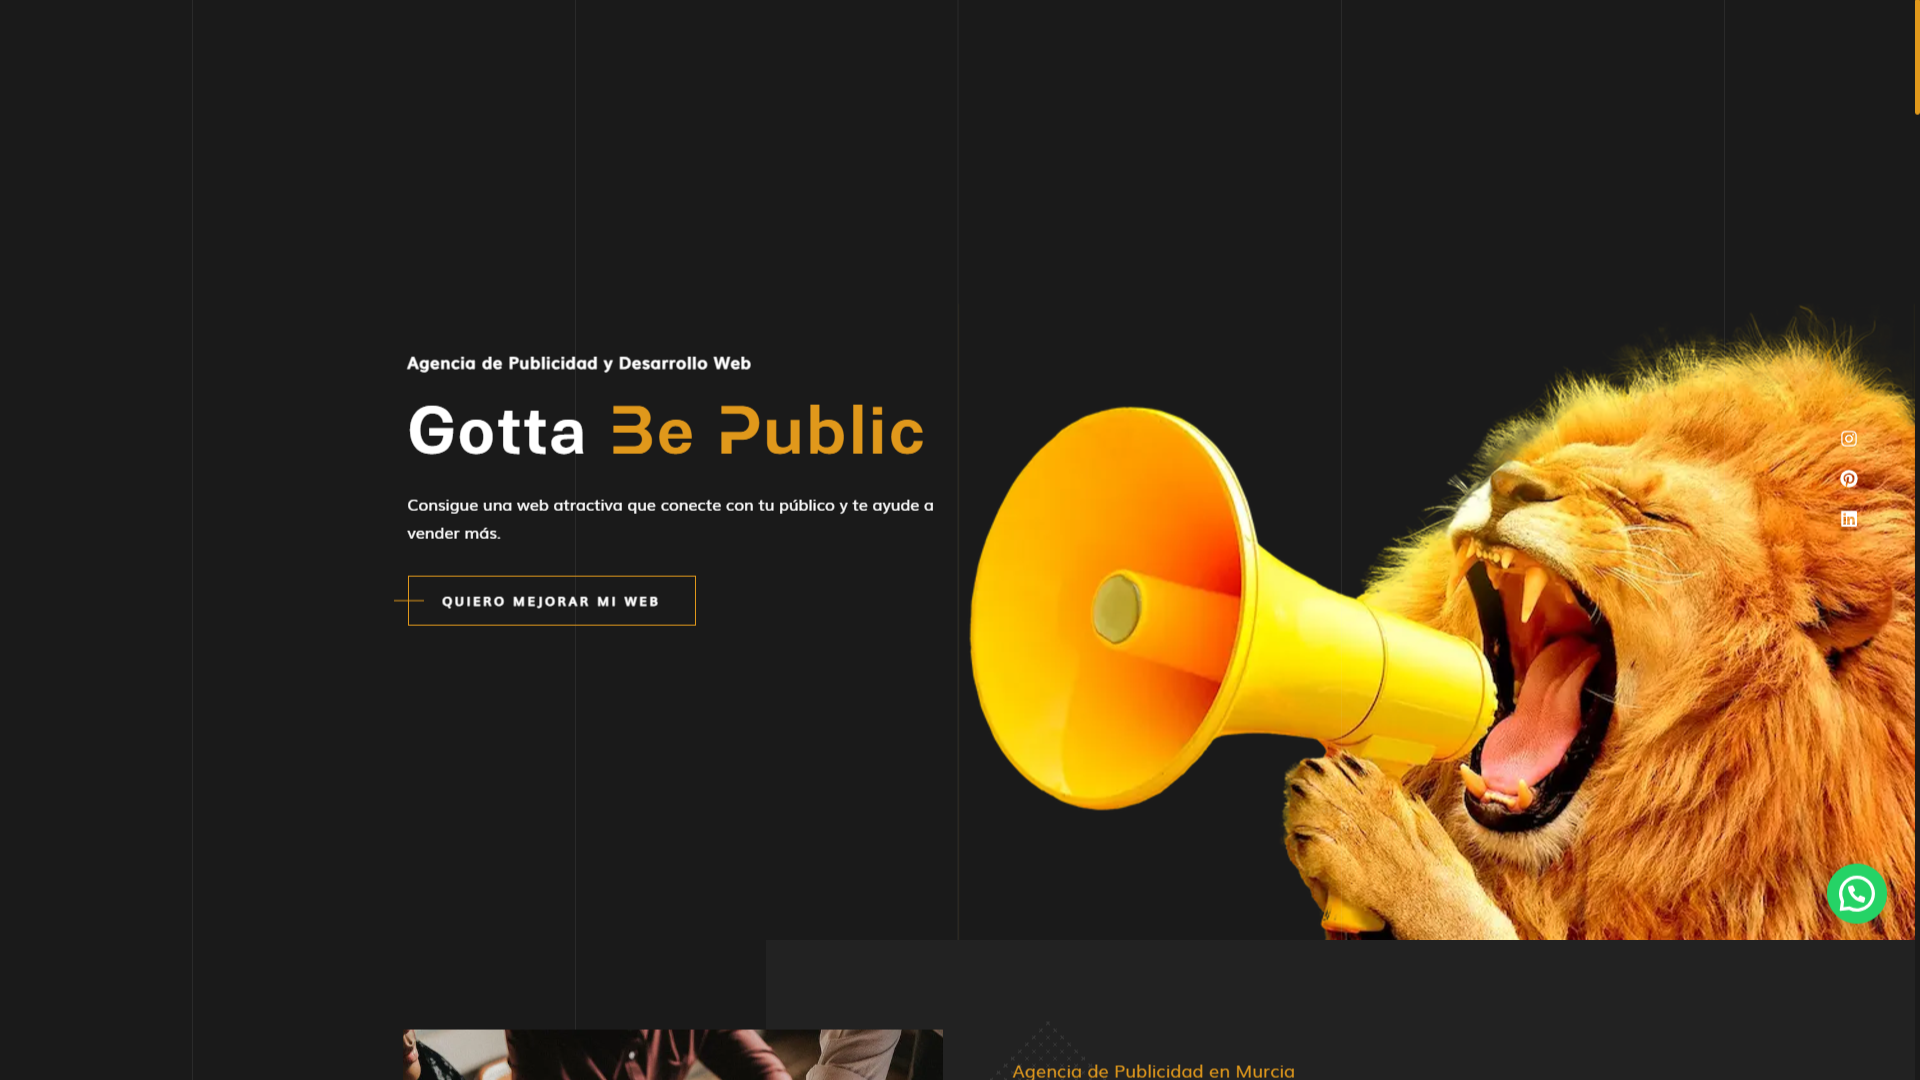 Agencia de Publicidad y Desarrollo Web
Gotta Be Public
Consigue una web atractiva que conecte con tu público y te ayude a
vender más.
QUIERO MEJORAR MI WEB
Agencia de Publicidad en Murcia